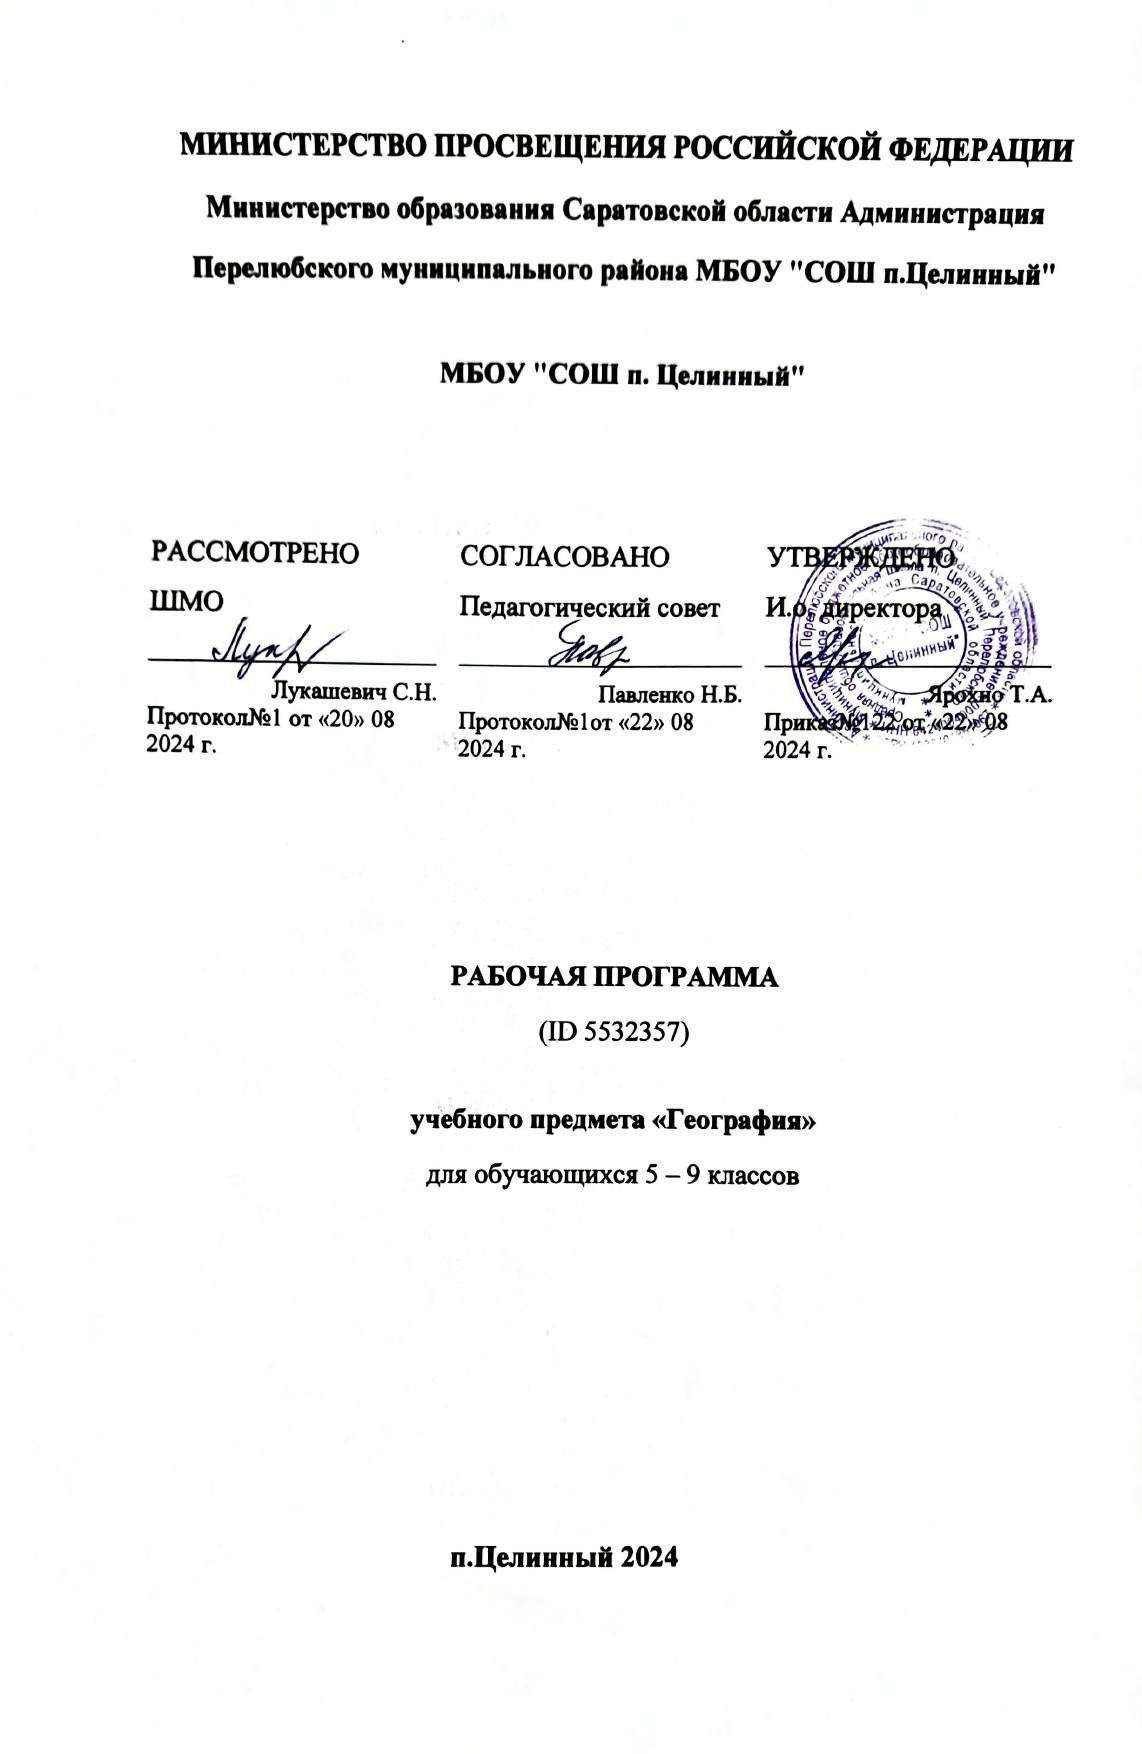 МИНИСТЕРСТВО ПРОСВЕЩЕНИЯ РОССИЙСКОЙ ФЕДЕРАЦИИ
Министерство образования Саратовской области Администрация
Перелюбского муниципального района МБОУ "СОШ п.Целинный"
МБОУ "СОШ п. Целинный"
РАССМОТРЕНО
ШМО
Лукашевич С.Н.
Протокол№1 от «20» 08
2024 г.
СОГЛАСОВАНО
Педагогический совет
Павленко Н.Б.
Протокол№1от «22» 08
2024 г.
УТВЕРЖДЕНО
И.о. директора
Ярохно Т.А.
Приказ№122 от «22» 08
2024 г.
п. Целинный"
РАБОЧАЯ ПРОГРАММА
(ID 5532357)
учебного предмета «География»
для обучающихся 5 – 9 классов
п.Целинный 2024